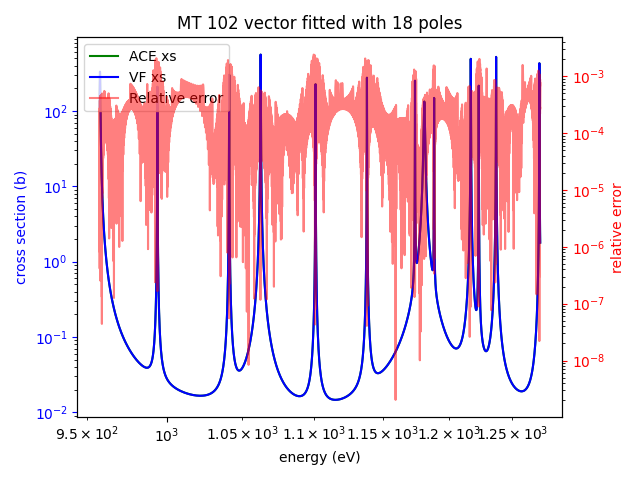 MT 102 vector fitted with 18 poles
ACE xs
VF xs
Relative error
cross section (b)
10²
10¹
10⁰
10⁻¹
10⁻²
relative error
10⁻³
10⁻⁴
10⁻⁵
10⁻⁶
10⁻⁷
10⁻⁸
9.5 × 10² 10³ 1.05 × 10³ 1.1 × 10³ 1.15 × 10³ 1.2 × 10³ 1.25 × 10³
energy (eV)